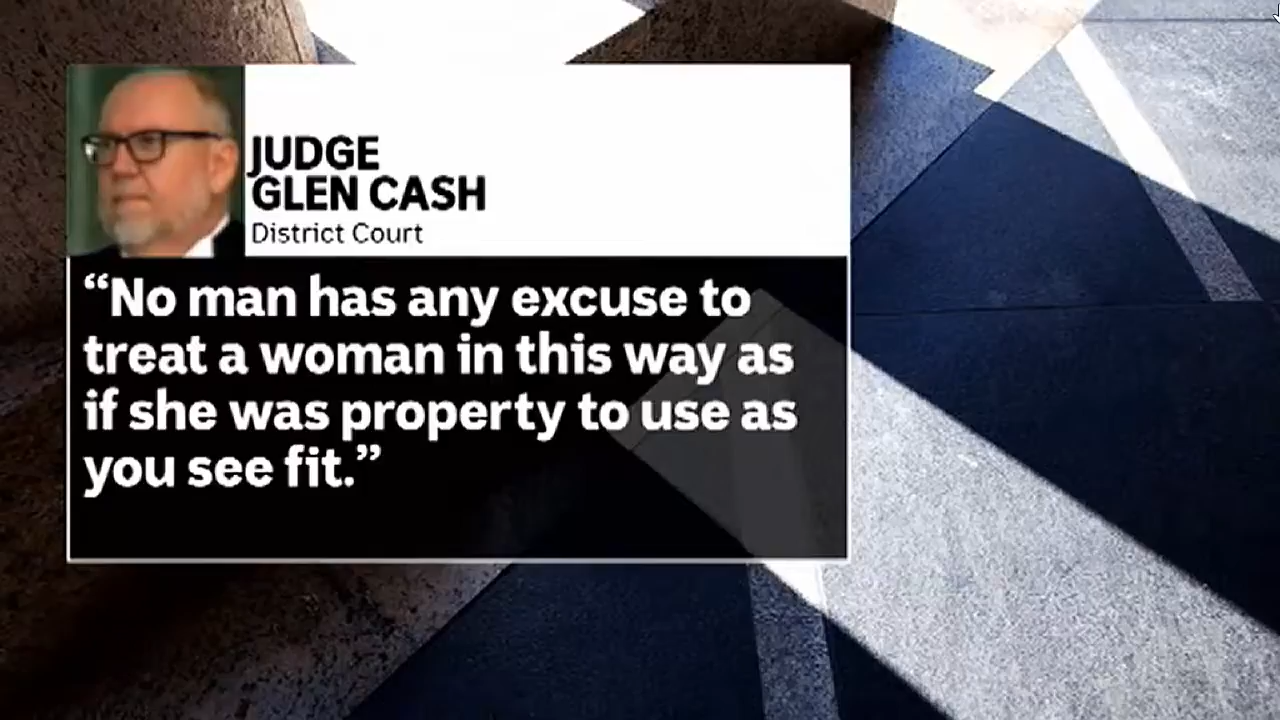 JUDGE
GLEN CASH
District Court
“No man has any excuse to
treat a woman in this way as
if she was property to use as
you see fit.”